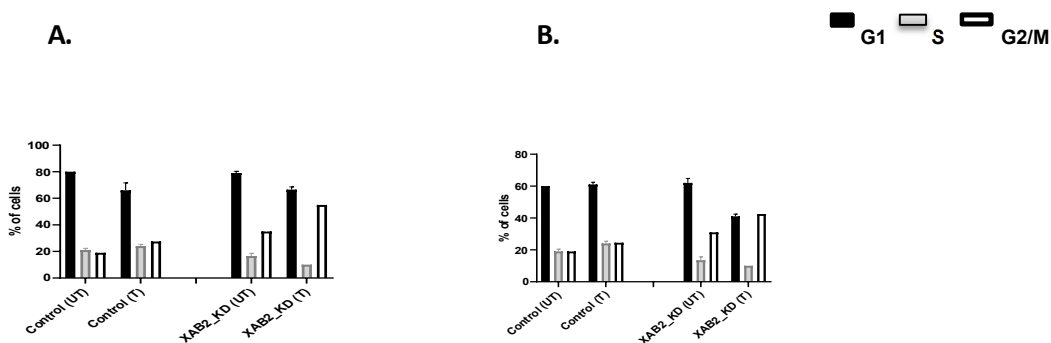 A.
B.
G1 S G2/M
% of cells
100
80
60
40
20
0
Control (UT)
Control (T)
XAB2_KD (UT)
XAB2_KD (T)
% of cells
80
60
40
20
0
Control (UT)
Control (T)
XAB2_KD (UT)
XAB2_KD (T)